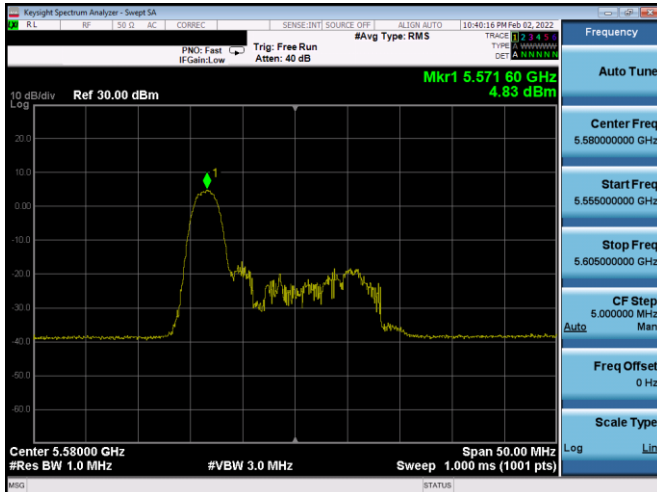 Keysight Spectrum Analyzer - Swept SA
RL RF 50 Ω AC CORREC SENSE:INT SOURCE OFF ALIGN AUTO 10:40:16 PM Feb 02, 2022
#Avg Type: RMS
TRACE 1 2 3 4 5 6
PNO: Fast Trig: Free Run
TYPE A WWWWW
IFGain:Low Atten: 40 dB
DET A N N N N N
Mkr1 5.571 60 GHz
4.83 dBm
10 dB/div Ref 30.00 dBm
Log
20.0
10.0
0.00
-10.0
-20.0
-30.0
-40.0
-50.0
-60.0
1
Center 5.58000 GHz Span 50.00 MHz
#Res BW 1.0 MHz #VBW 3.0 MHz Sweep 1.000 ms (1001 pts)
MSG STATUS
Frequency
Auto Tune
Center Freq
5.580000000 GHz
Start Freq
5.555000000 GHz
Stop Freq
5.605000000 GHz
CF Step
5.000000 MHz
Auto Man
Freq Offset
0 Hz
Scale Type
Log Lin